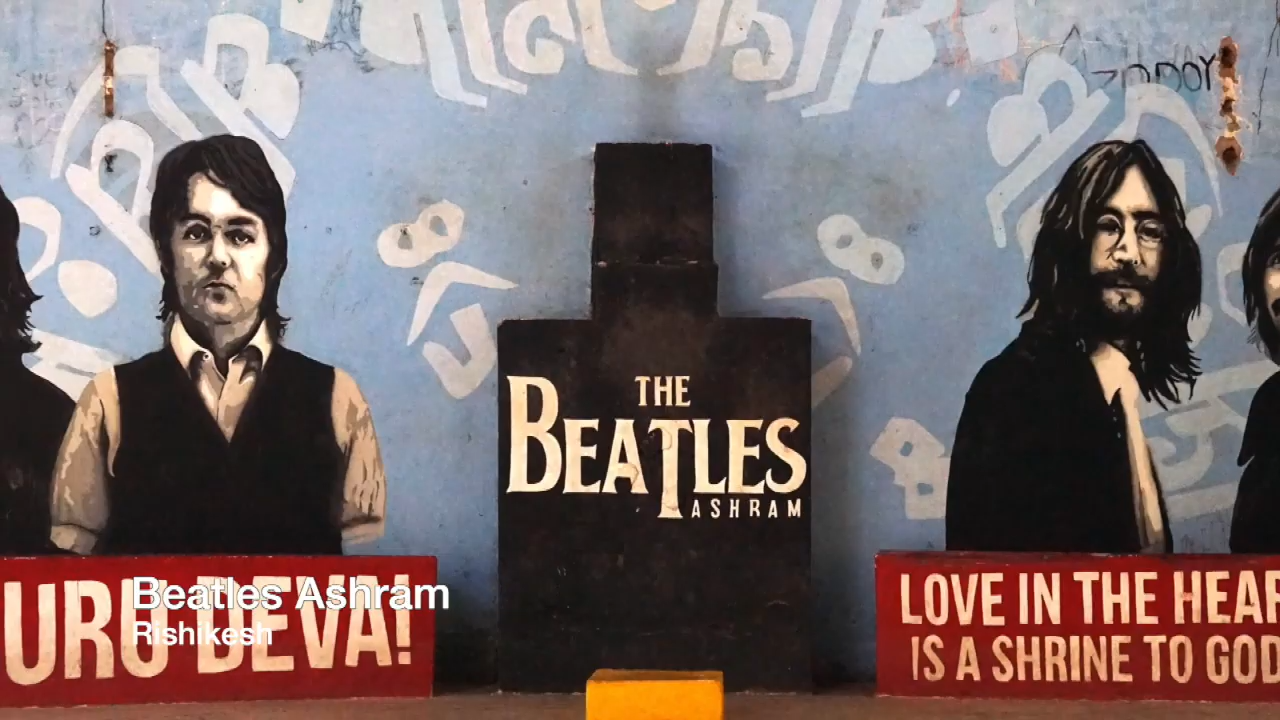 THE
BEATLES
ASHRAM
URU DEVA!
Beatles Ashram
Rishikesh
LOVE IN THE HEAR
IS A SHRINE TO GOD